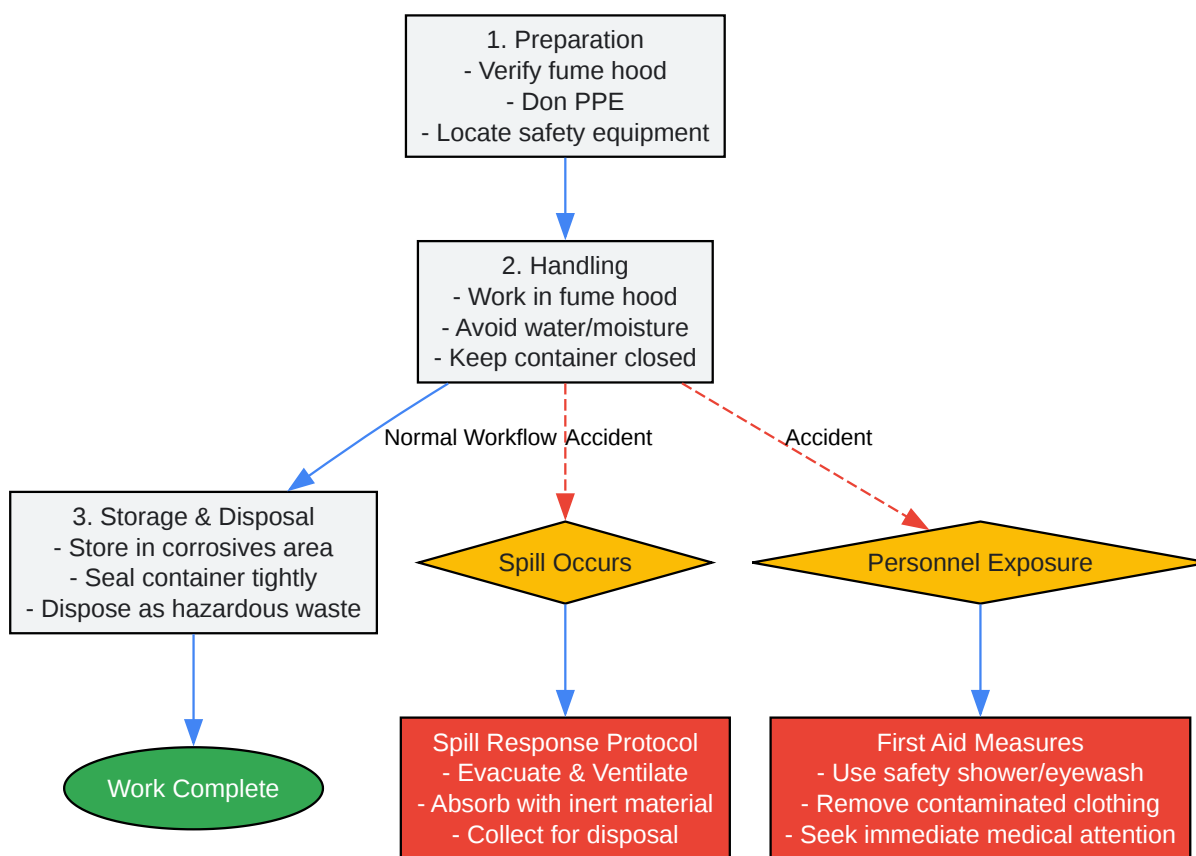 1. Preparation
- Verify fume hood
- Don PPE
- Locate safety equipment
2. Handling
- Work in fume hood
- Avoid water/moisture
- Keep container closed
Normal Workflow
Accident
Accident
3. Storage & Disposal
- Store in corrosives area
- Seal container tightly
- Dispose as hazardous waste
Spill Occurs
Personnel Exposure
Work Complete
Spill Response Protocol
- Evacuate & Ventilate
- Absorb with inert material
- Collect for disposal
First Aid Measures
- Use safety shower/eyewash
- Remove contaminated clothing
- Seek immediate medical attention